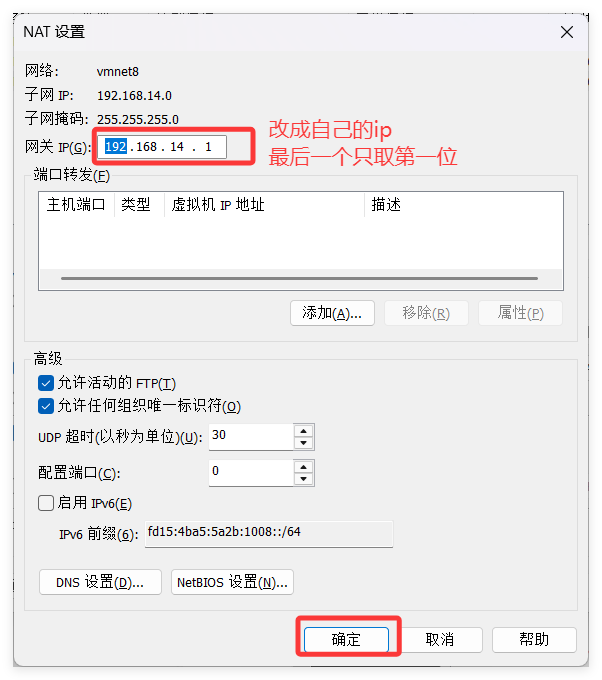 NAT 设置
网络: vmnet8
子网 IP: 192.168.14.0
子网掩码: 255.255.255.0
网关 IP(G): 192.168.14.1
改成自己的ip
最后一个只取第一位
端口转发(F)
主机端口 类型 虚拟机 IP 地址 描述
添加(A)... 移除(R) 属性(P)
高级
允许活动的 FTP(T)
允许任何组织唯一标识符(O)
UDP 超时(以秒为单位)(U): 30
配置端口(C): 0
启用 IPv6(E)
IPv6 前缀(6): fd15:4ba5:5a2b:1008::/64
DNS 设置(D)... NetBIOS 设置(N)...
确定 取消 帮助